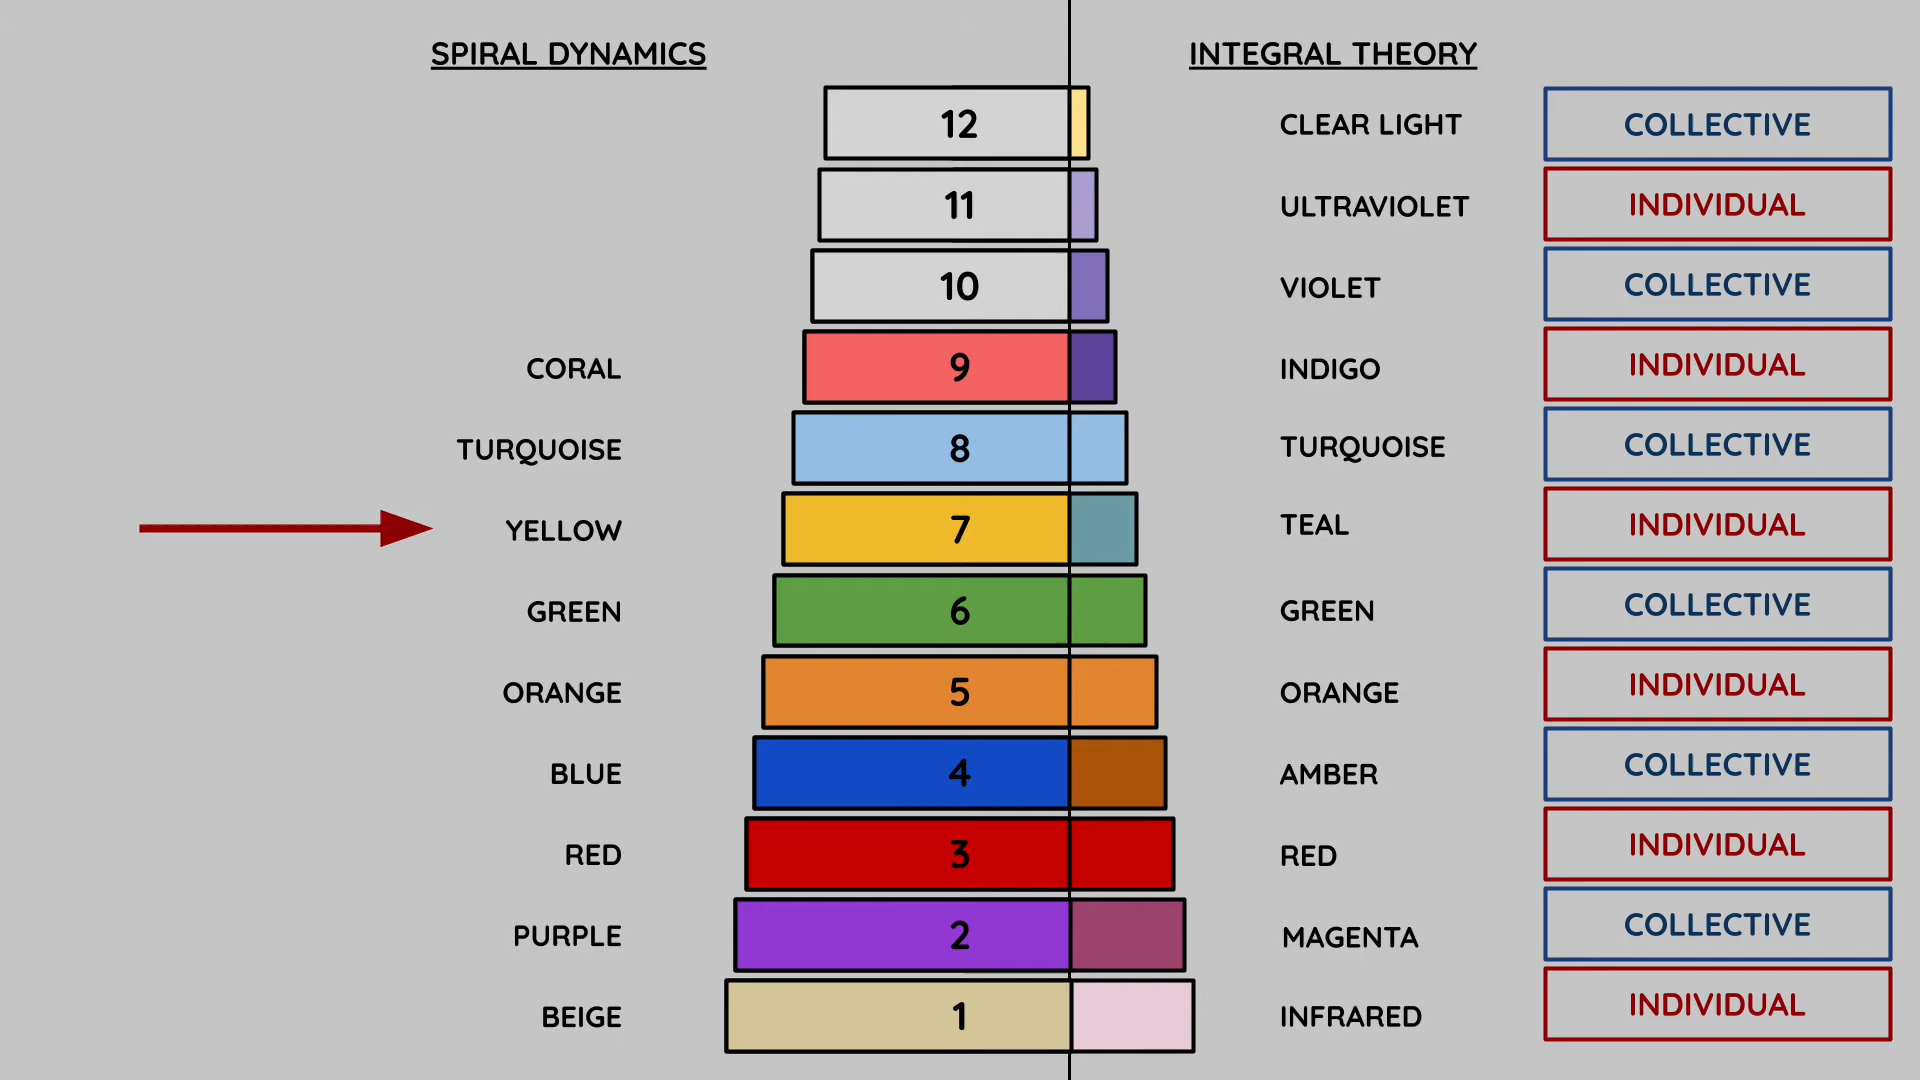 SPIRAL DYNAMICS INTEGRAL THEORY
12 CLEAR LIGHT COLLECTIVE
11 ULTRAVIOLET INDIVIDUAL
10 VIOLET COLLECTIVE
CORAL 9 INDIGO INDIVIDUAL
TURQUOISE 8 TURQUOISE COLLECTIVE
YELLOW 7 TEAL INDIVIDUAL
GREEN 6 GREEN COLLECTIVE
ORANGE 5 ORANGE INDIVIDUAL
BLUE 4 AMBER COLLECTIVE
RED 3 RED INDIVIDUAL
PURPLE 2 MAGENTA COLLECTIVE
BEIGE 1 INFRARED INDIVIDUAL